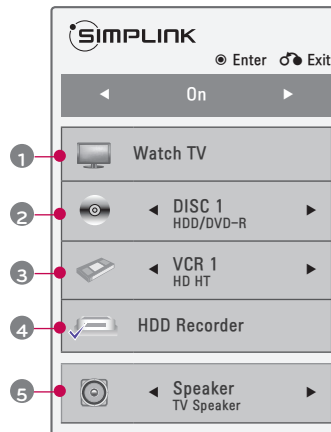 SIMPLINK
Enter Exit
On
1 Watch TV
2 DISC 1
HDD/DVD-R
3 VCR 1
HD HT
4 HDD Recorder
5 Speaker
TV Speaker